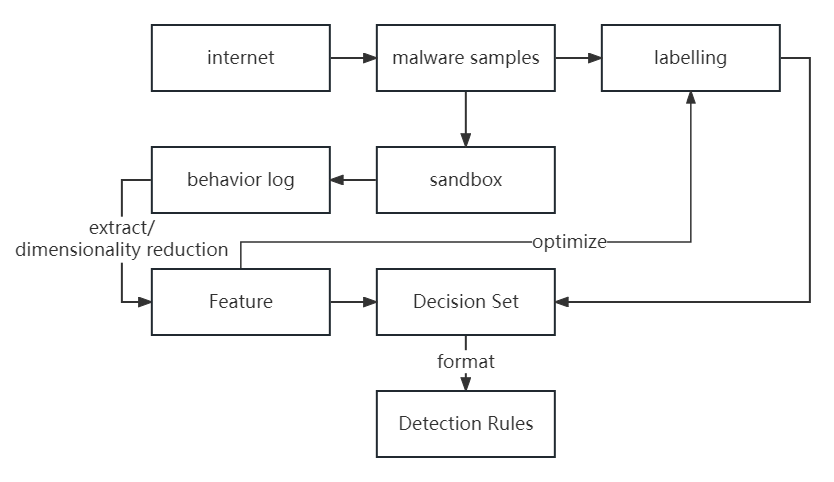 internet
malware samples
labelling
behavior log
sandbox
extract/
dimensionality reduction
optimize
Feature
Decision Set
format
Detection Rules